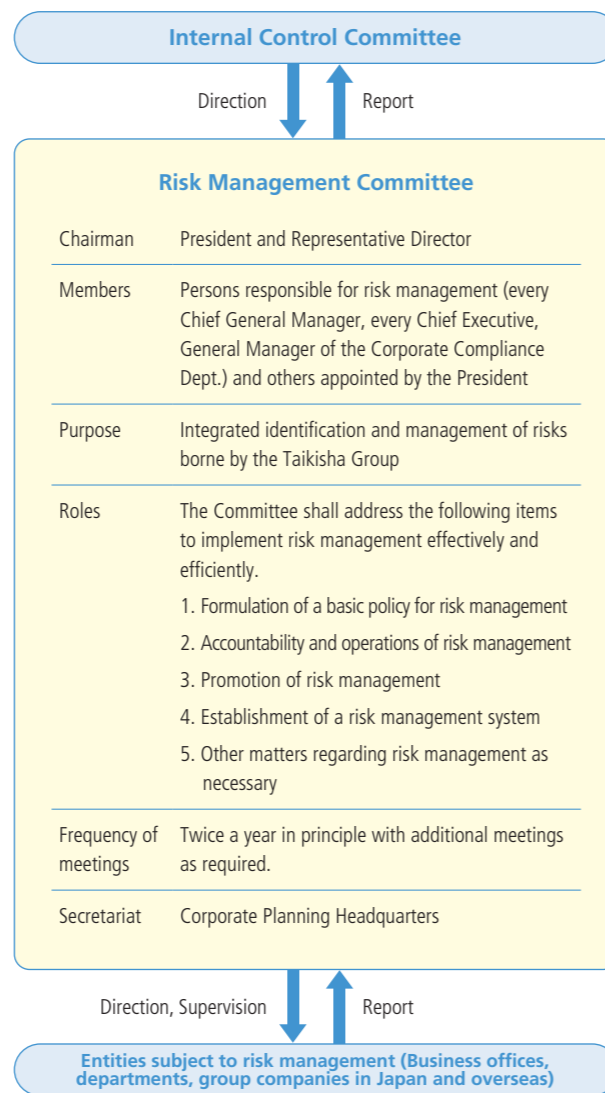 Internal Control Committee
Direction
Report
Risk Management Committee
Chairman
President and Representative Director
Members
Persons responsible for risk management (every
Chief General Manager, every Chief Executive,
General Manager of the Corporate Compliance
Dept.) and others appointed by the President
Purpose
Integrated identification and management of risks
borne by the Taikisha Group
Roles
The Committee shall address the following items
to implement risk management effectively and
efficiently.
1. Formulation of a basic policy for risk management
2. Accountability and operations of risk management
3. Promotion of risk management
4. Establishment of a risk management system
5. Other matters regarding risk management as
necessary
Frequency of
meetings
Twice a year in principle with additional meetings
as required.
Secretariat
Corporate Planning Headquarters
Direction, Supervision
Report
Entities subject to risk management (Business offices,
departments, group companies in Japan and overseas)